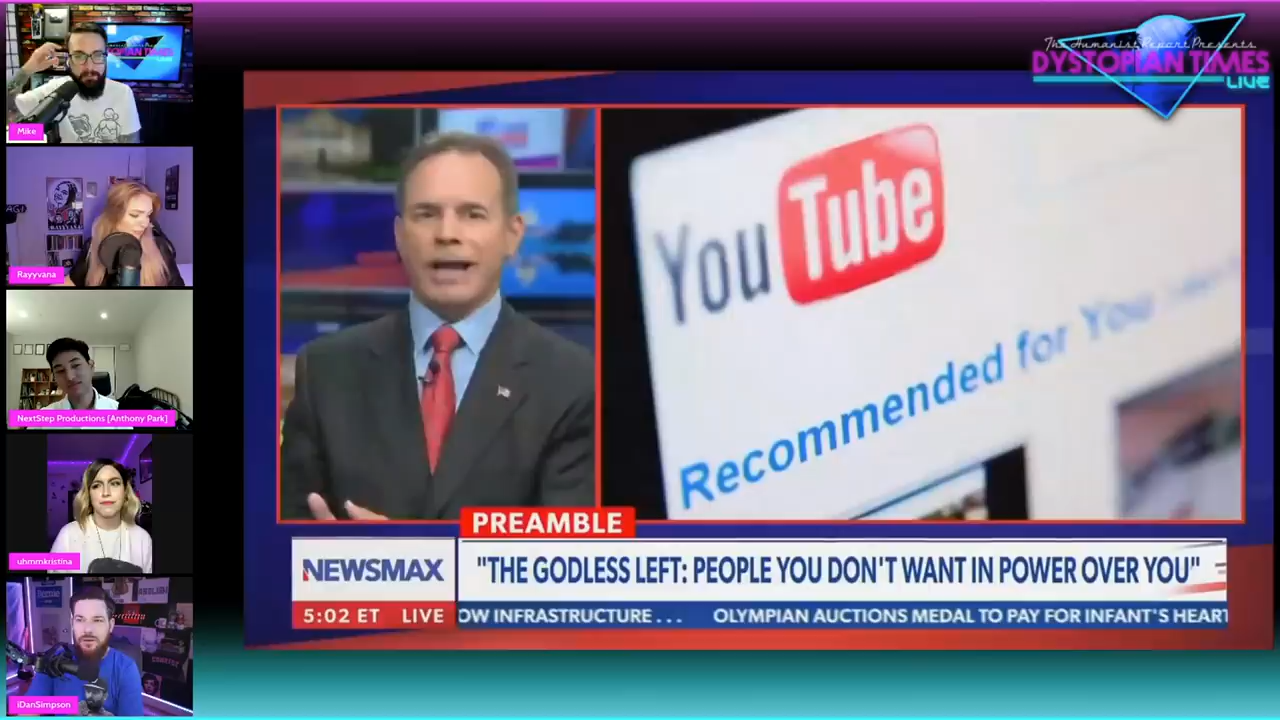 Mike
Rayyvana
NextStep Productions [Anthony Park]
uhmmkristina
iDanSimpson
The Humanist Report Presents
DYSTOPIAN TIMES
LIVE
YouTube
Recommended for You
PREAMBLE
NEWSMAX
"THE GODLESS LEFT: PEOPLE YOU DON'T WANT IN POWER OVER YOU"
5:02 ET LIVE
OW INFRASTRUCTURE . . . OLYMPIAN AUCTIONS MEDAL TO PAY FOR INFANT'S HEART